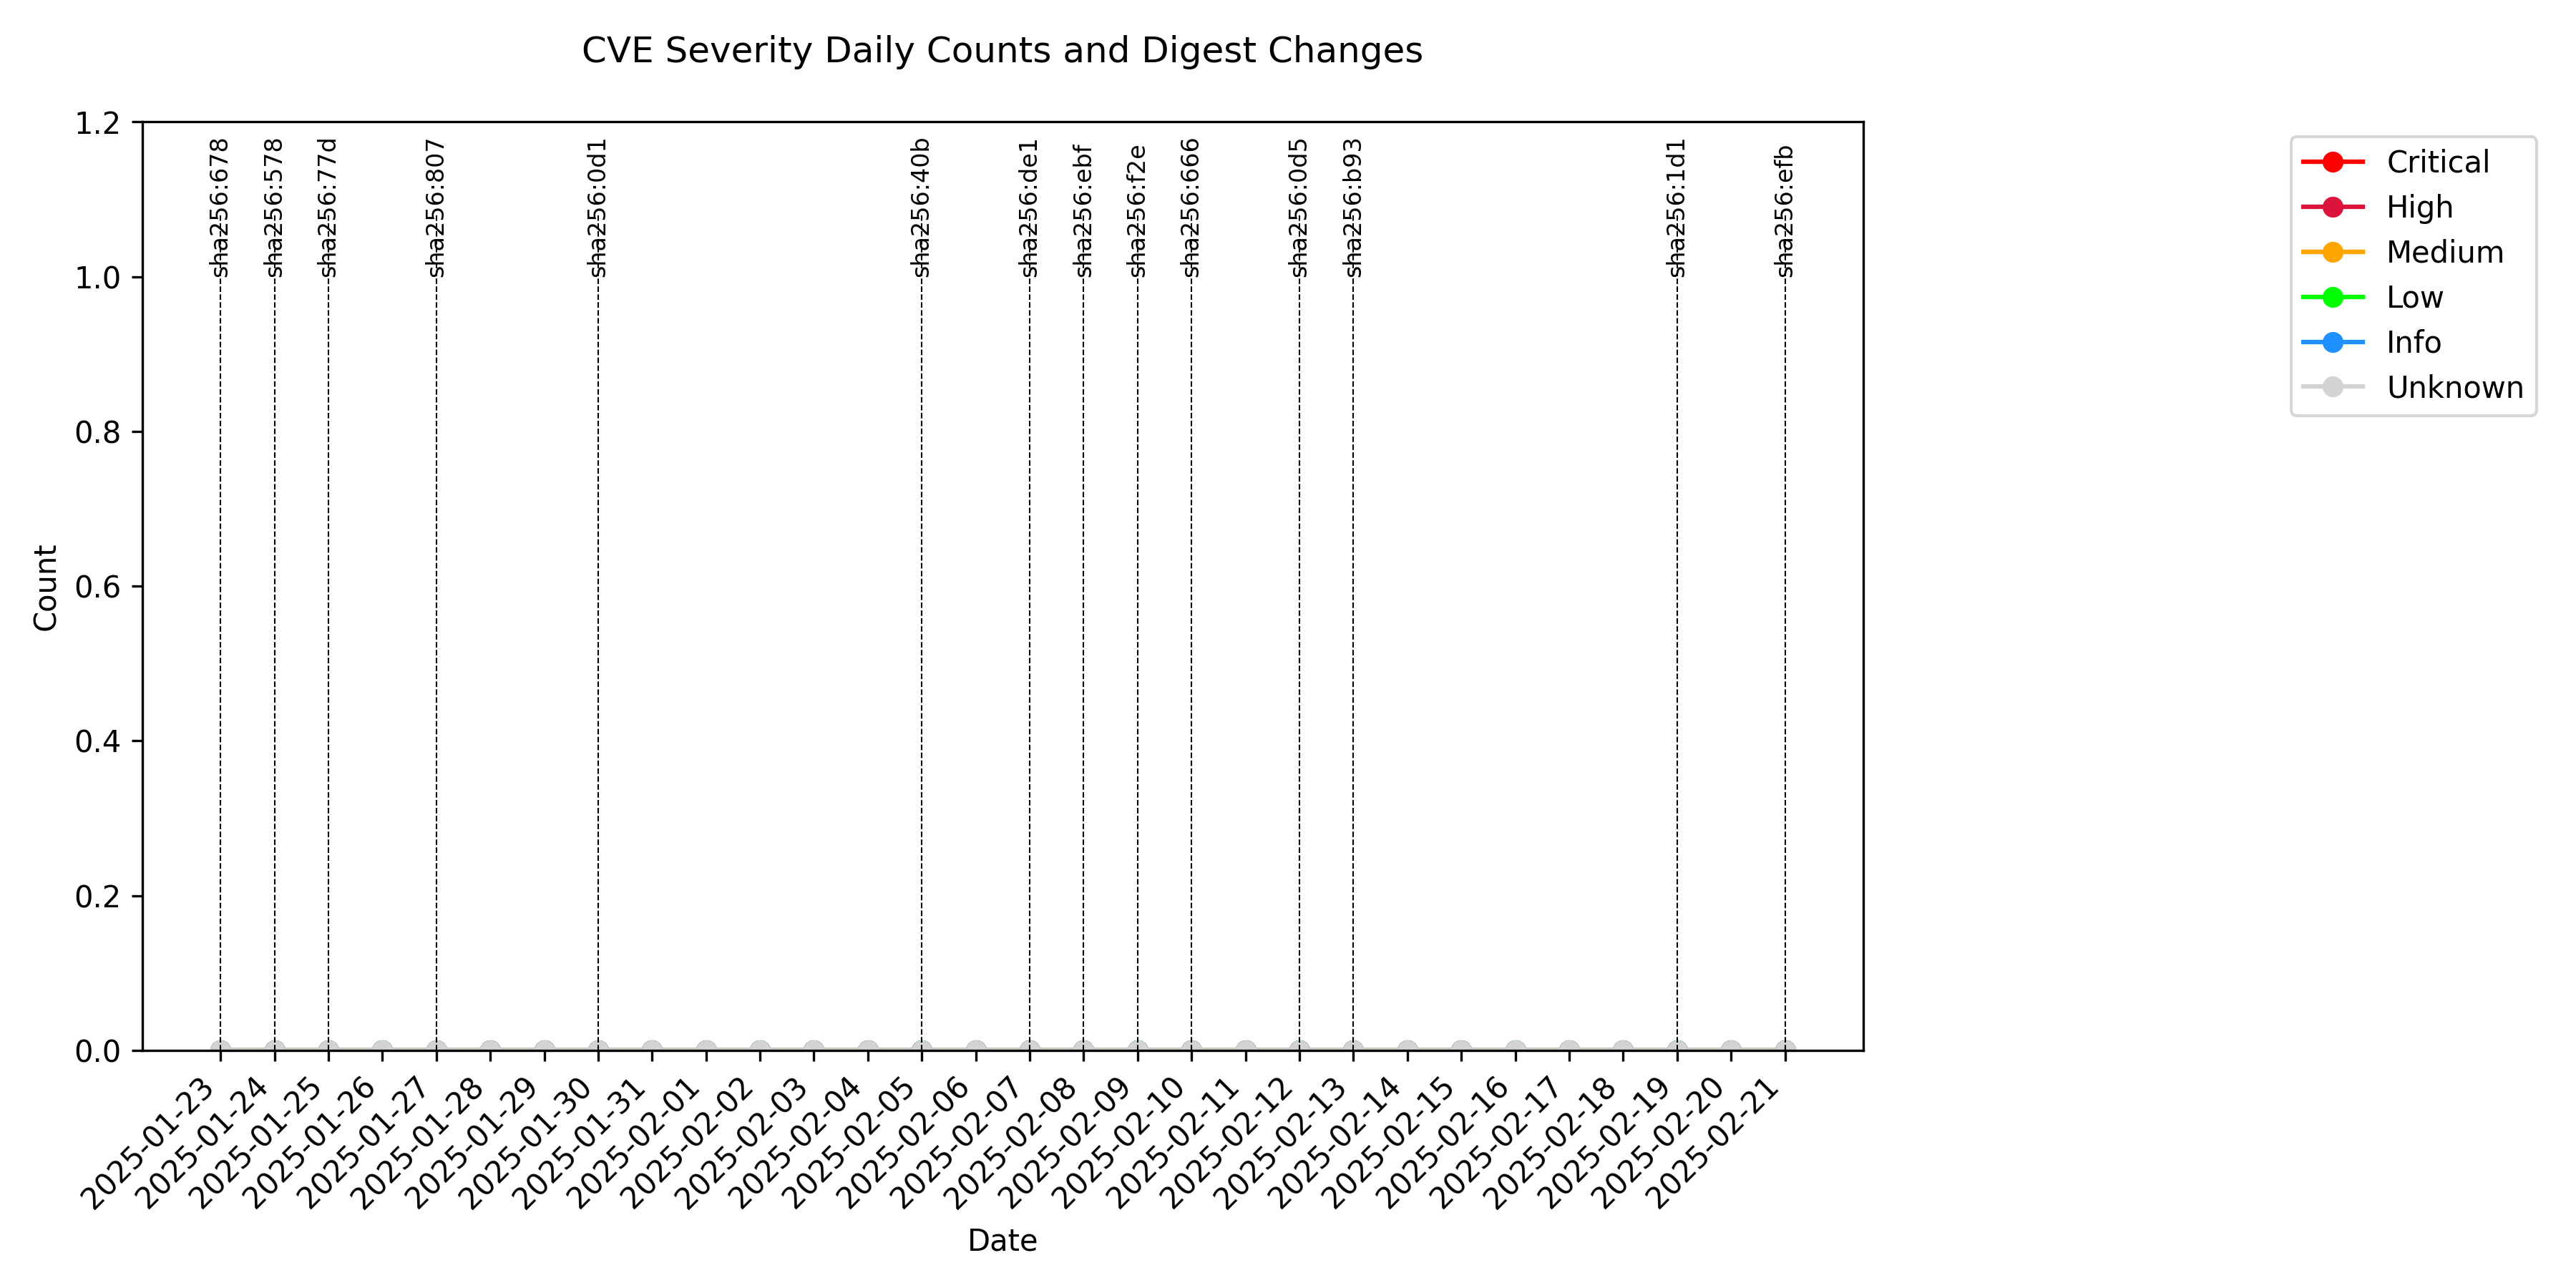 CVE Severity Daily Counts and Digest Changes
1.2
1.0
0.8
0.6
0.4
0.2
0.0
Count
sha256:678
sha256:578
sha256:77d
sha256:807
sha256:0d1
sha256:40b
sha256:de1
sha256:ebf
sha256:f2e
sha256:666
sha256:0d5
sha256:b93
sha256:1d1
sha256:efb
2025-01-23
2025-01-24
2025-01-25
2025-01-26
2025-01-27
2025-01-28
2025-01-29
2025-01-30
2025-01-31
2025-02-01
2025-02-02
2025-02-03
2025-02-04
2025-02-05
2025-02-06
2025-02-07
2025-02-08
2025-02-09
2025-02-10
2025-02-11
2025-02-12
2025-02-13
2025-02-14
2025-02-15
2025-02-16
2025-02-17
2025-02-18
2025-02-19
2025-02-20
2025-02-21
Date
Critical
High
Medium
Low
Info
Unknown